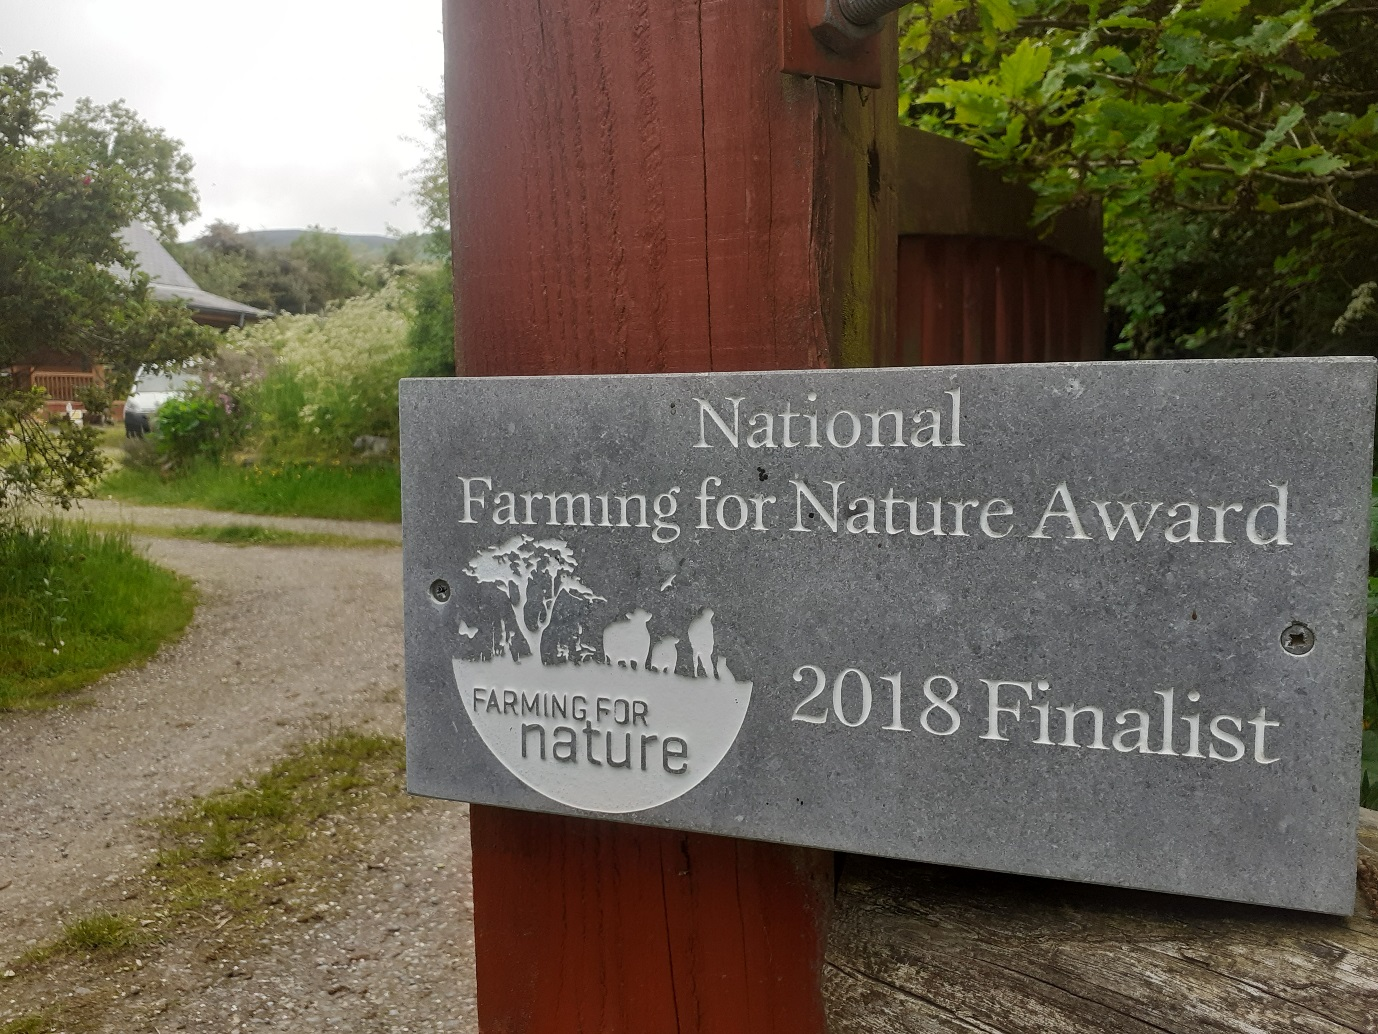 National
Farming for Nature Award
FARMING FOR
nature
2018 Finalist